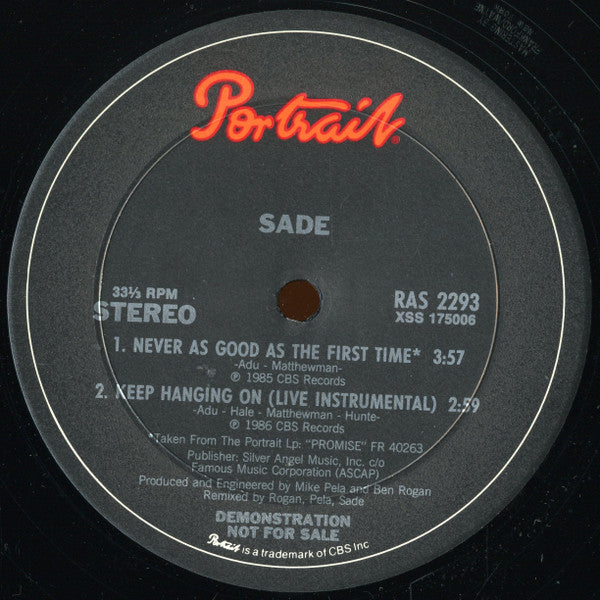 Portrait®
SADE
33⅓ RPM
STEREO
RAS 2293
XSS 175006
1. NEVER AS GOOD AS THE FIRST TIME* 3:57
-Adu - Matthewman-
℗ 1985 CBS Records
2. KEEP HANGING ON (LIVE INSTRUMENTAL) 2:59
-Adu - Hale - Matthewman - Hunte-
℗ 1986 CBS Records
*Taken From The Portrait Lp: "PROMISE" FR 40263
Publisher: Silver Angel Music, Inc. c/o
Famous Music Corporation (ASCAP)
Produced and Engineered by Mike Pela and Ben Rogan
Remixed by Rogan, Pela, Sade
DEMONSTRATION
NOT FOR SALE
Portrait is a trademark of CBS Inc